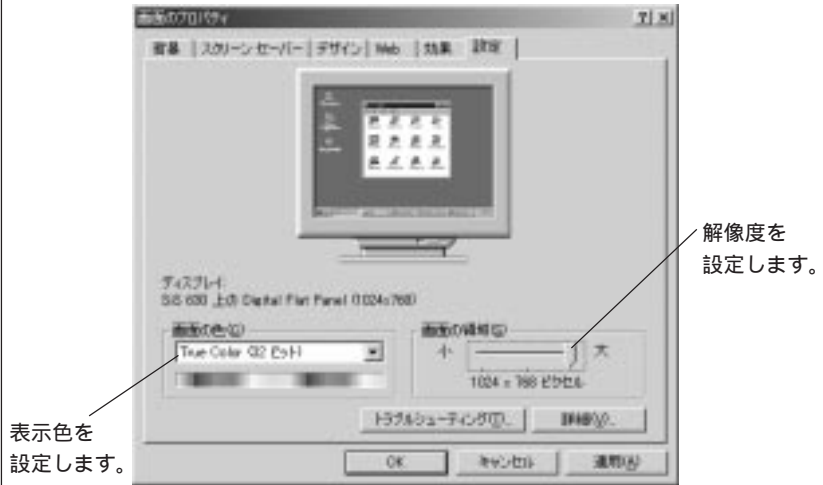 画面のプロパティ
背景 スクリーン セーバー デザイン Web 効果 設定
ディスプレイ:
SiS 630 上の Digital Flat Panel (1024x768)
画面の色(C)
True Color (32 ビット)
画面の領域(S)
小 大
1024 x 768 ピクセル
トラブルシューティング(T)... 詳細(V)...
OK キャンセル 適用(A)
解像度を
設定します。
表示色を
設定します。